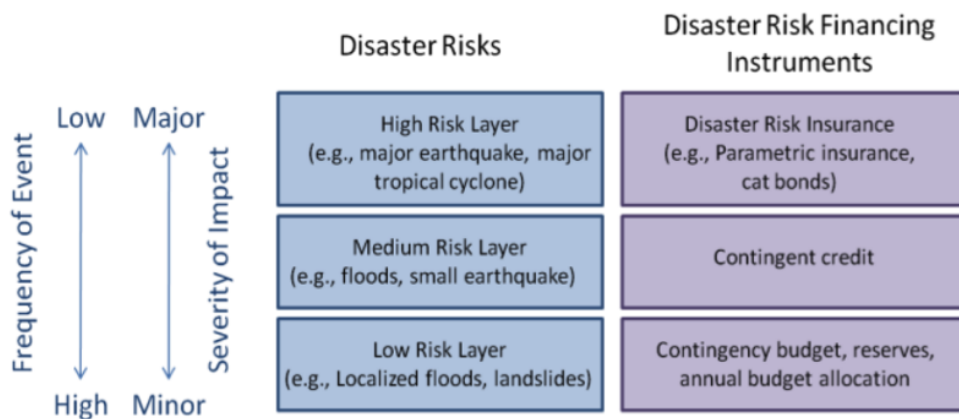 Disaster Risks
Disaster Risk Financing
Instruments
Frequency of Event
Low
High
Major
Minor
Severity of Impact
High Risk Layer
(e.g., major earthquake, major
tropical cyclone)
Disaster Risk Insurance
(e.g., Parametric insurance,
cat bonds)
Medium Risk Layer
(e.g., floods, small earthquake)
Contingent credit
Low Risk Layer
(e.g., Localized floods, landslides)
Contingency budget, reserves,
annual budget allocation